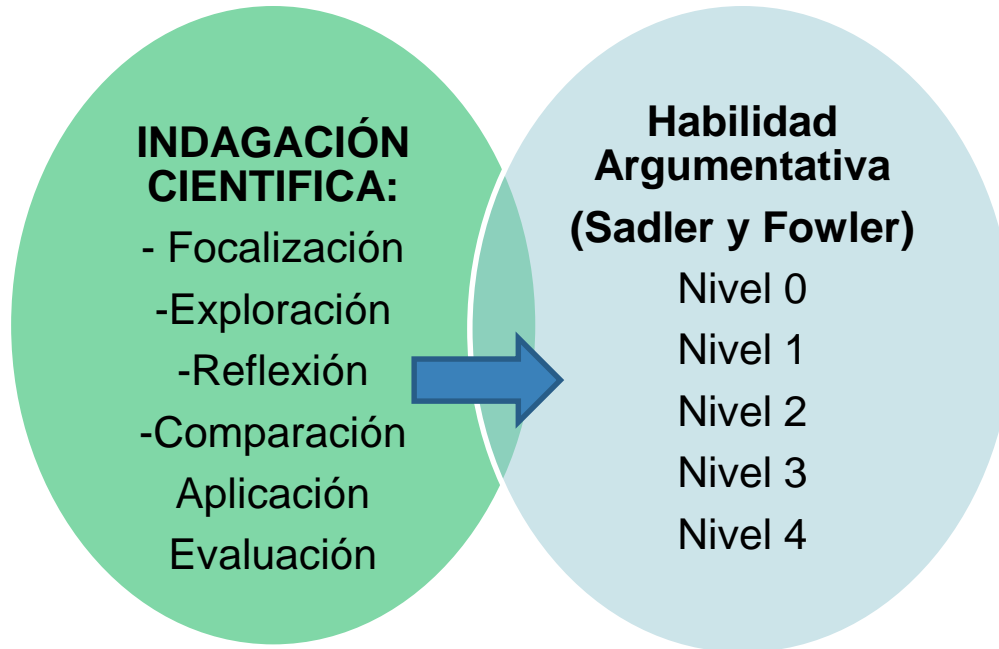 INDAGACIÓN
CIENTIFICA:
- Focalización
-Exploración
-Reflexión
-Comparación
Aplicación
Evaluación
Habilidad
Argumentativa
(Sadler y Fowler)
Nivel 0
Nivel 1
Nivel 2
Nivel 3
Nivel 4